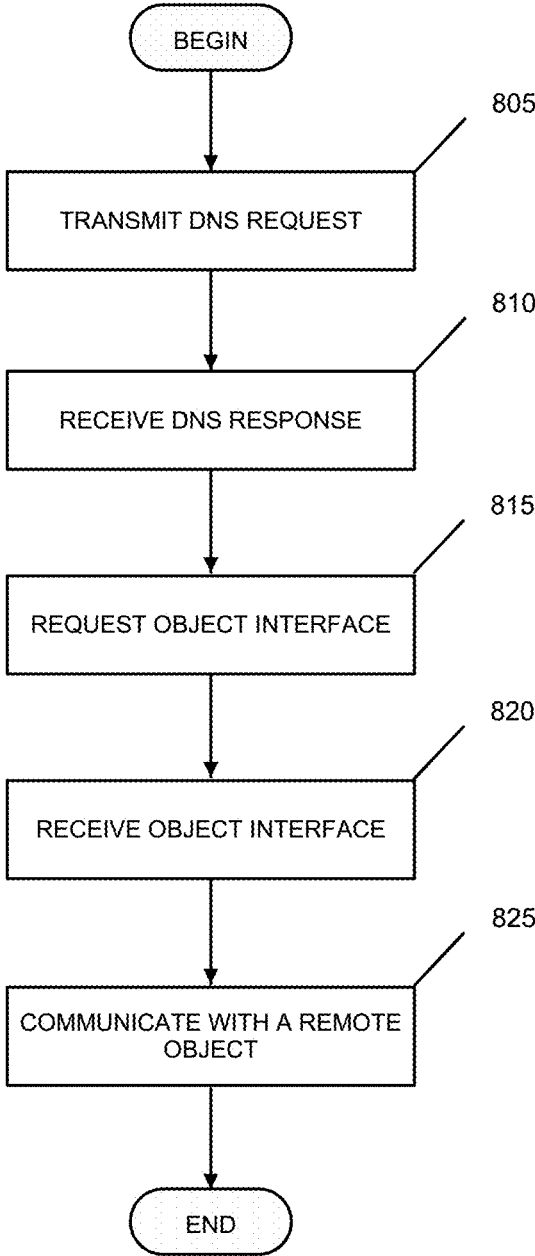 BEGIN
805
TRANSMIT DNS REQUEST
810
RECEIVE DNS RESPONSE
815
REQUEST OBJECT INTERFACE
820
RECEIVE OBJECT INTERFACE
825
COMMUNICATE WITH A REMOTE
OBJECT
END